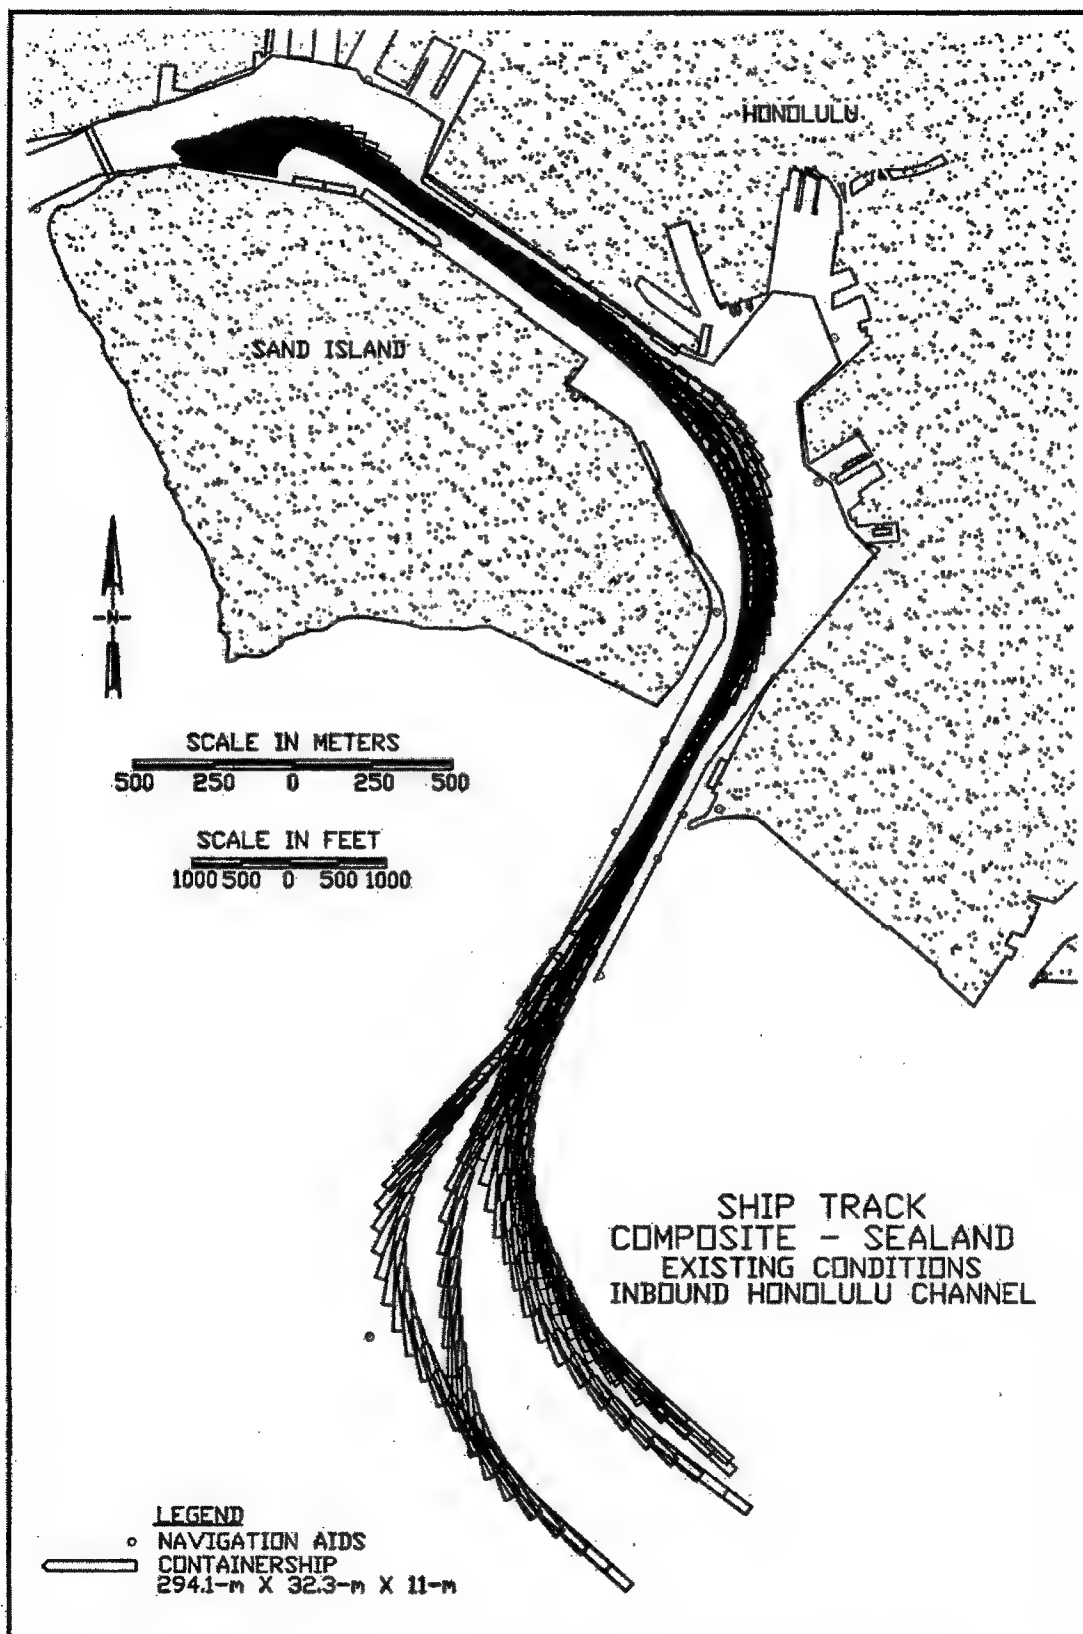 HONOLULU
SAND ISLAND
N
SCALE IN METERS
500 250 0 250 500
SCALE IN FEET
1000 500 0 500 1000
SHIP TRACK
COMPOSITE - SEALAND
EXISTING CONDITIONS
INBOUND HONOLULU CHANNEL
LEGEND
NAVIGATION AIDS
CONTAINERSHIP
294.1-m X 32.3-m X 11-m